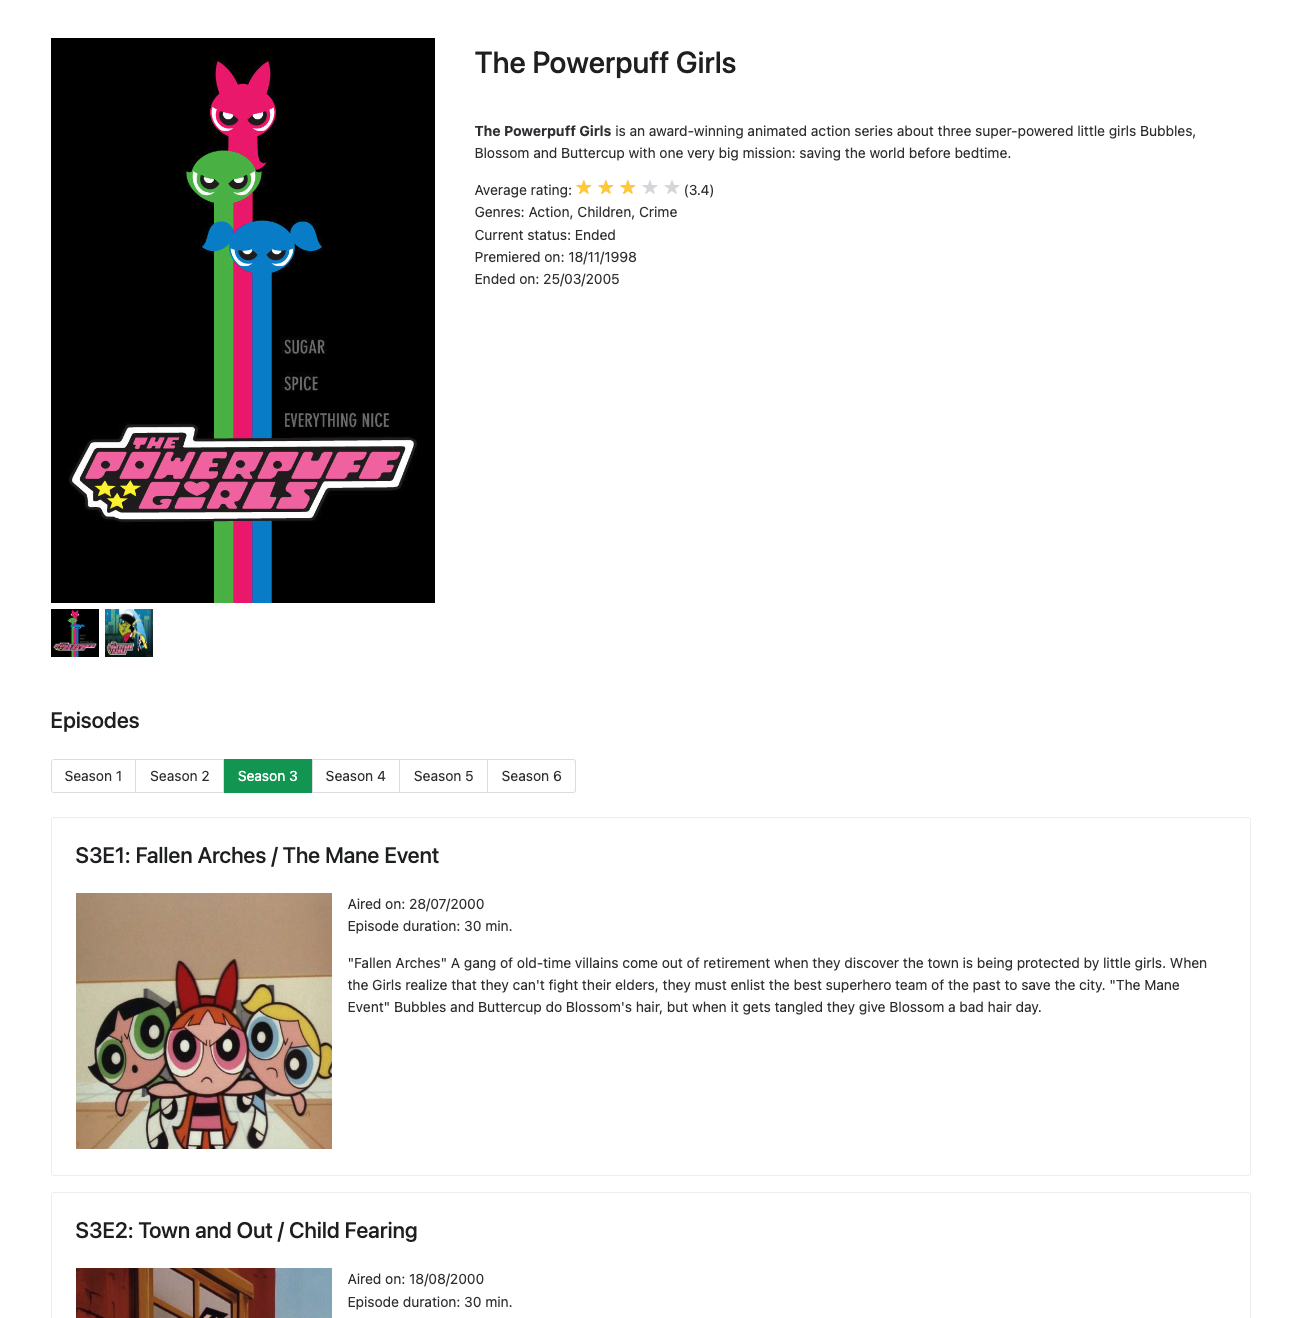 The Powerpuff Girls
The Powerpuff Girls is an award-winning animated action series about three super-powered little girls Bubbles,
Blossom and Buttercup with one very big mission: saving the world before bedtime.
Average rating: ★ ★ ★ ★ ★ (3.4)
Genres: Action, Children, Crime
Current status: Ended
Premiered on: 18/11/1998
Ended on: 25/03/2005
SUGAR
SPICE
EVERYTHING NICE
THE
POWERPUFF
GIRLS
Episodes
Season 1 Season 2 Season 3 Season 4 Season 5 Season 6
S3E1: Fallen Arches / The Mane Event
Aired on: 28/07/2000
Episode duration: 30 min.
"Fallen Arches" A gang of old-time villains come out of retirement when they discover the town is being protected by little girls. When
the Girls realize that they can't fight their elders, they must enlist the best superhero team of the past to save the city. "The Mane
Event" Bubbles and Buttercup do Blossom's hair, but when it gets tangled they give Blossom a bad hair day.
S3E2: Town and Out / Child Fearing
Aired on: 18/08/2000
Episode duration: 30 min.